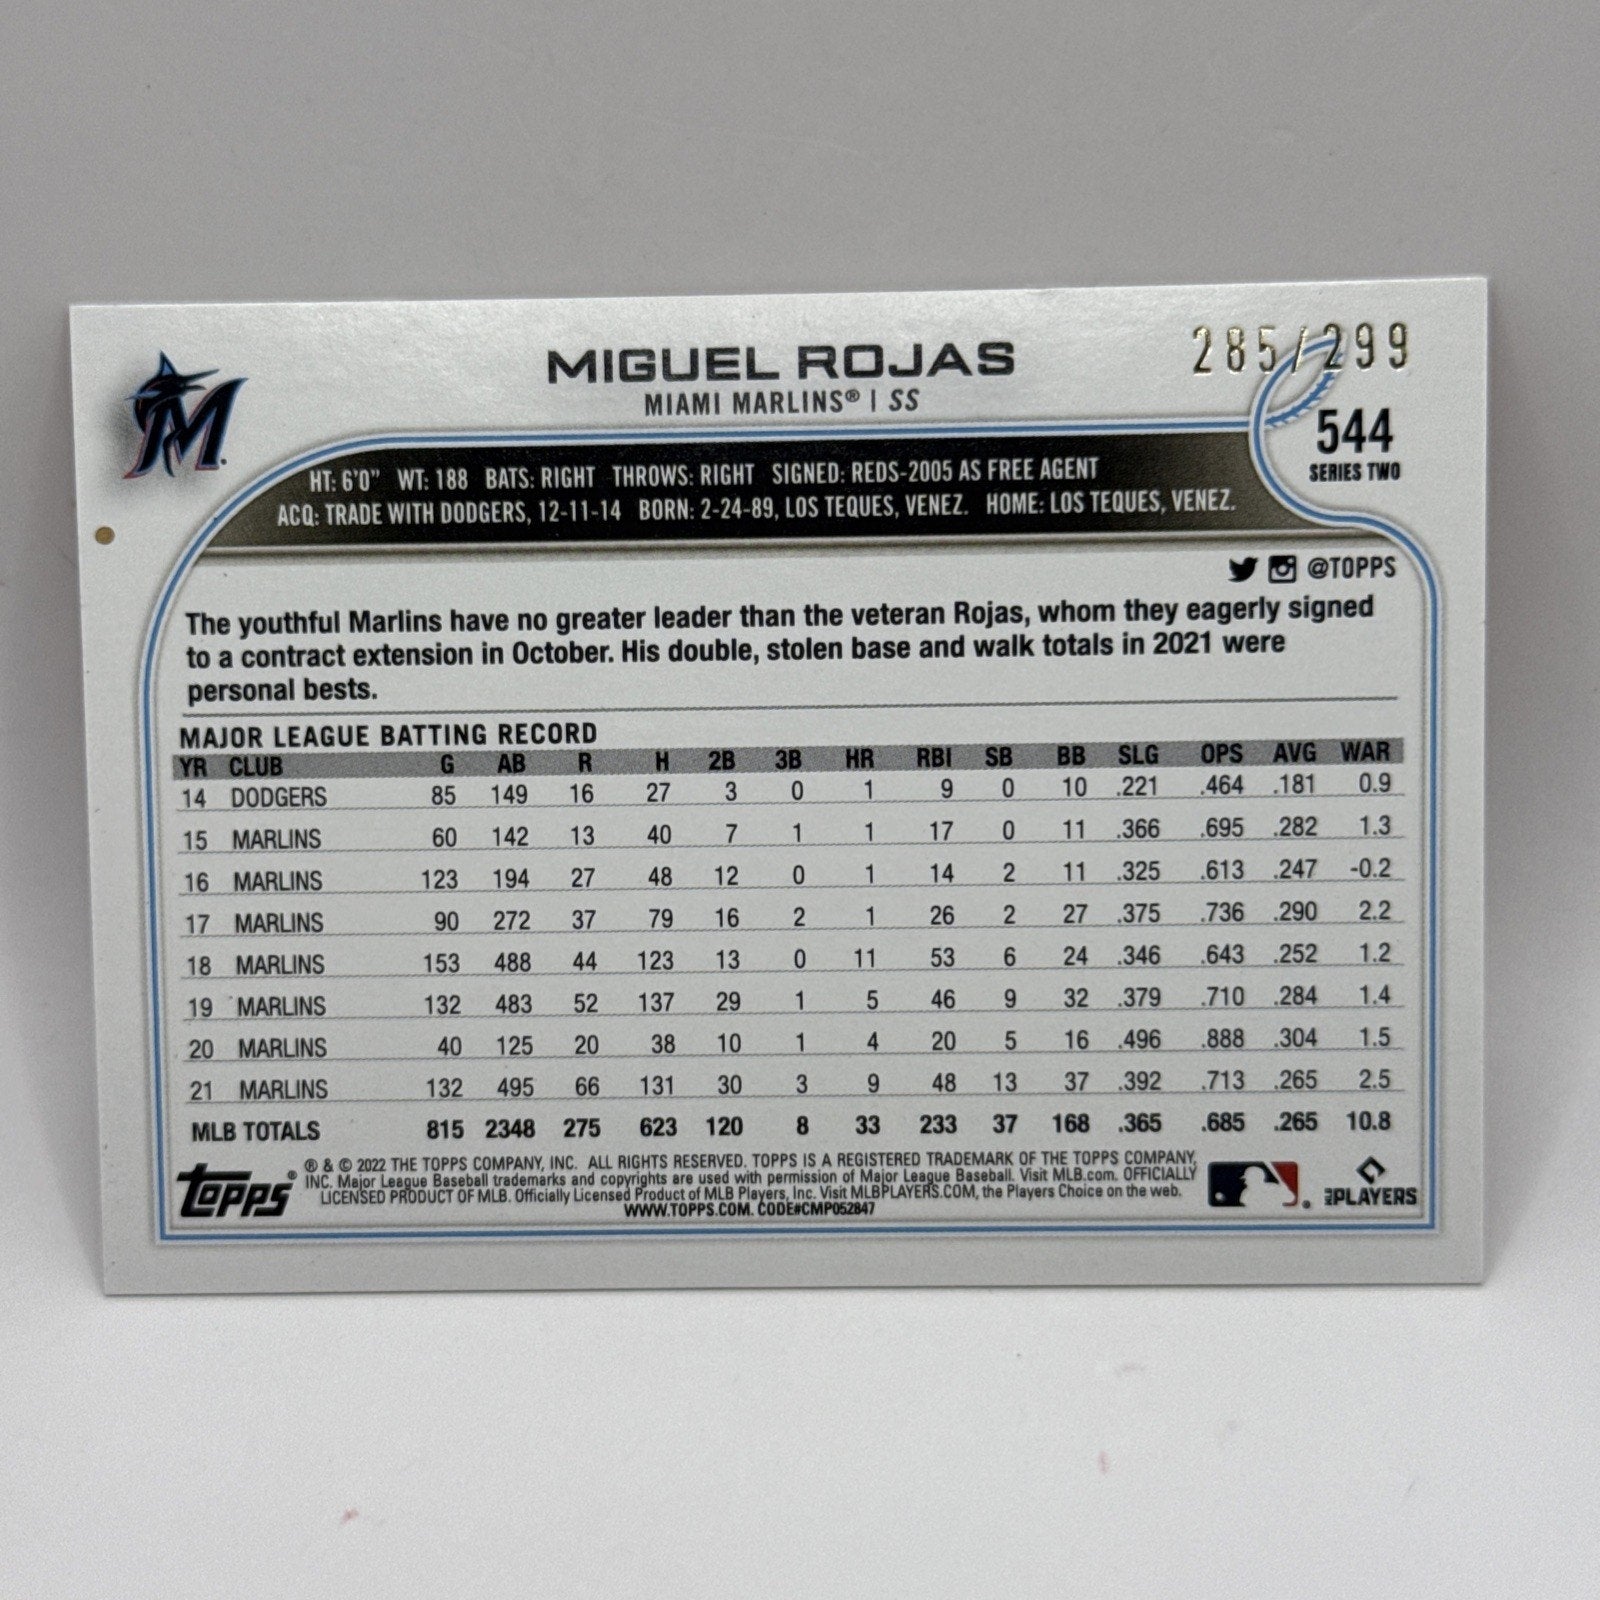 MIGUEL ROJAS
MIAMI MARLINS® | SS
285/299
544
SERIES TWO
M
HT: 6'0" WT: 188 BATS: RIGHT THROWS: RIGHT SIGNED: REDS-2005 AS FREE AGENT
ACQ: TRADE WITH DODGERS, 12-11-14 BORN: 2-24-89, LOS TEQUES, VENEZ. HOME: LOS TEQUES, VENEZ.
@TOPPS
The youthful Marlins have no greater leader than the veteran Rojas, whom they eagerly signed
to a contract extension in October. His double, stolen base and walk totals in 2021 were
personal bests.
MAJOR LEAGUE BATTING RECORD
YR CLUB G AB R H 2B 3B HR RBI SB BB SLG OPS AVG WAR
14 DODGERS 85 149 16 27 3 0 1 9 0 10 .221 .464 .181 0.9
15 MARLINS 60 142 13 40 7 1 1 17 0 11 .366 .695 .282 1.3
16 MARLINS 123 194 27 48 12 0 1 14 2 11 .325 .613 .247 -0.2
17 MARLINS 90 272 37 79 16 2 1 26 2 27 .375 .736 .290 2.2
18 MARLINS 153 488 44 123 13 0 11 53 6 24 .346 .643 .252 1.2
19 MARLINS 132 483 52 137 29 1 5 46 9 32 .379 .710 .284 1.4
20 MARLINS 40 125 20 38 10 1 4 20 5 16 .496 .888 .304 1.5
21 MARLINS 132 495 66 131 30 3 9 48 13 37 .392 .713 .265 2.5
MLB TOTALS 815 2348 275 623 120 8 33 233 37 168 .365 .685 .265 10.8
topps®
® & © 2022 THE TOPPS COMPANY, INC. ALL RIGHTS RESERVED. TOPPS IS A REGISTERED TRADEMARK OF THE TOPPS COMPANY,
INC. Major League Baseball trademarks and copyrights are used with permission of Major League Baseball. Visit MLB.com. OFFICIALLY
LICENSED PRODUCT OF MLB. Officially Licensed Product of MLB Players, Inc. Visit MLBPLAYERS.COM, the Players Choice on the web.
WWW.TOPPS.COM. CODE#CMP052847
MLBPLAYERS